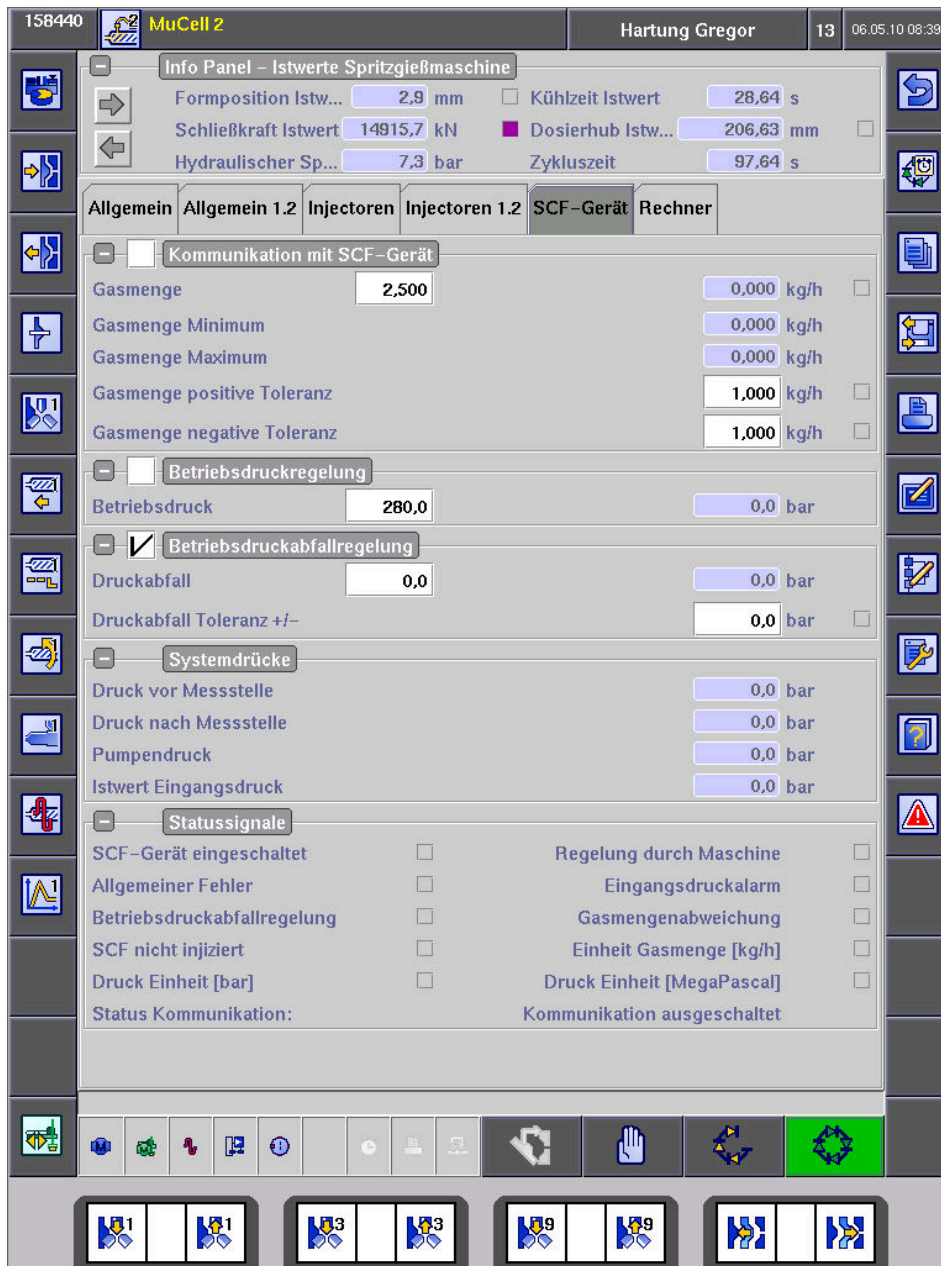 158440 MuCell 2 Hartung Gregor 13 06.05.10 08:39
Info Panel – Istwerte Spritzgießmaschine
Formposition Istw... 2,9 mm Kühlzeit Istwert 28,64 s
Schließkraft Istwert 14915,7 kN Dosierhub Istw... 206,63 mm
Hydraulischer Sp... 7,3 bar Zykluszeit 97,64 s
Allgemein Allgemein 1.2 Injectoren Injectoren 1.2 SCF-Gerät Rechner
Kommunikation mit SCF-Gerät
Gasmenge 2,500 0,000 kg/h
Gasmenge Minimum 0,000 kg/h
Gasmenge Maximum 0,000 kg/h
Gasmenge positive Toleranz 1,000 kg/h
Gasmenge negative Toleranz 1,000 kg/h
Betriebsdruckregelung
Betriebsdruck 280,0 0,0 bar
Betriebsdruckabfallregelung
Druckabfall 0,0 0,0 bar
Druckabfall Toleranz +/- 0,0 bar
Systemdrücke
Druck vor Messstelle 0,0 bar
Druck nach Messstelle 0,0 bar
Pumpendruck 0,0 bar
Istwert Eingangsdruck 0,0 bar
Statussignale
SCF-Gerät eingeschaltet Regelung durch Maschine
Allgemeiner Fehler Eingangsdruckalarm
Betriebsdruckabfallregelung Gasmengenabweichung
SCF nicht injiziert Einheit Gasmenge [kg/h]
Druck Einheit [bar] Druck Einheit [MegaPascal]
Status Kommunikation: Kommunikation ausgeschaltet
1 1 3 3 9 9